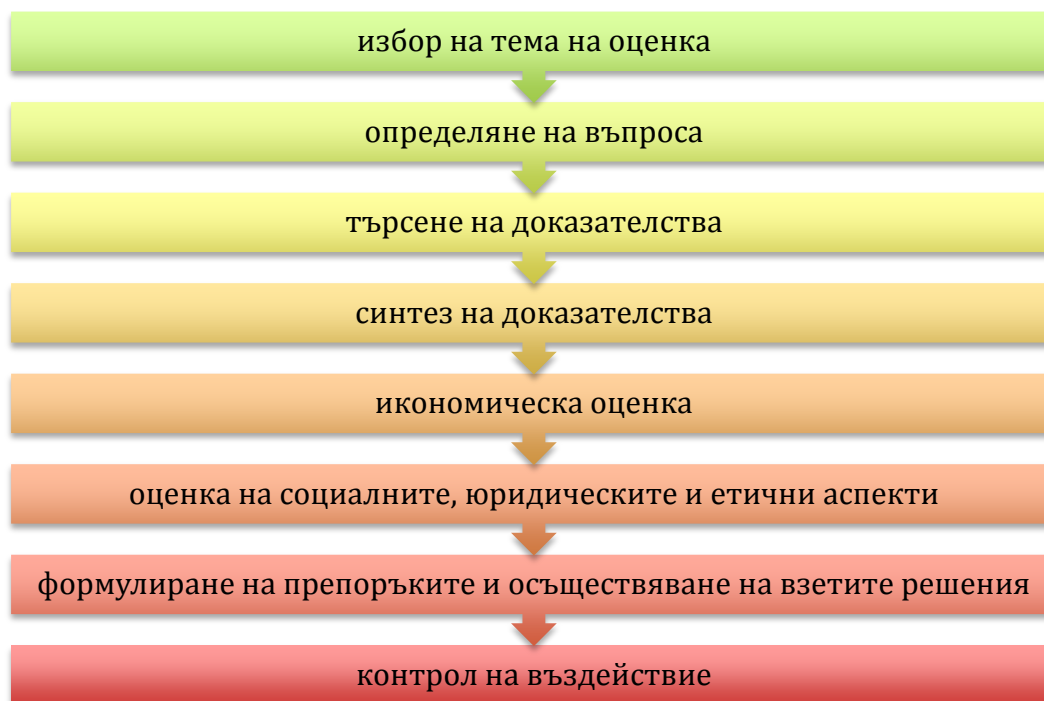 избор на тема на оценка
определяне на въпроса
търсене на доказателства
синтез на доказателства
икономическа оценка
оценка на социалните, юридическите и етични аспекти
формулиране на препоръките и осъществяване на взетите решения
контрол на въздействие